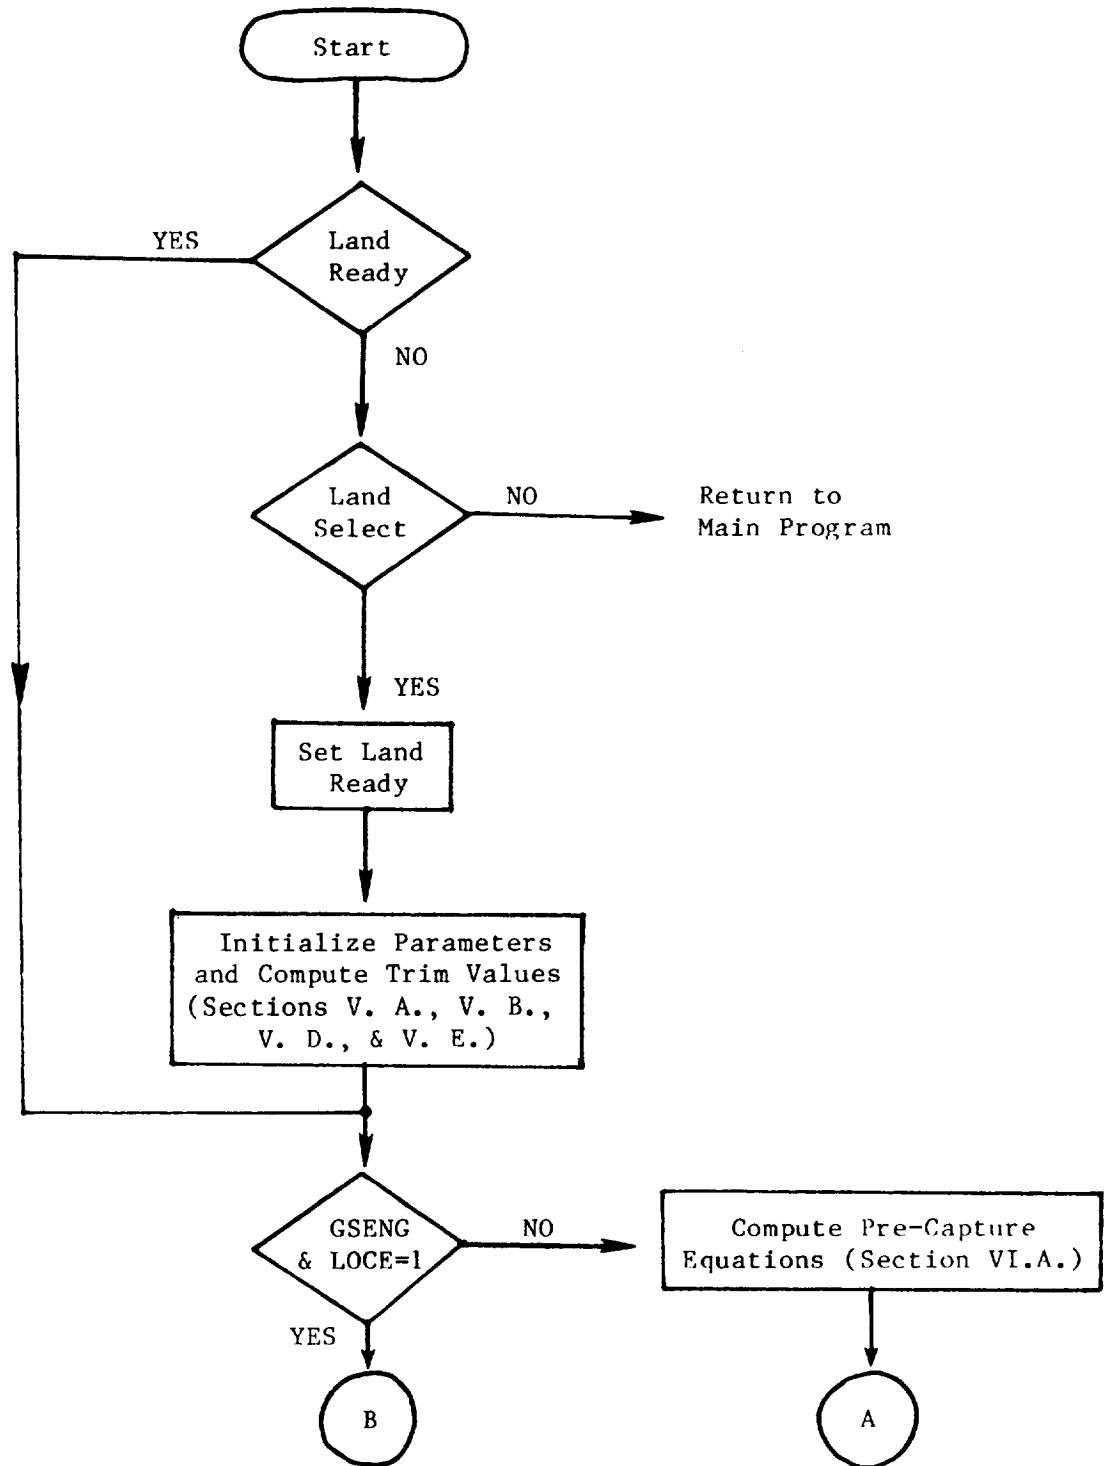 Start
YES
Land
Ready
NO
Land
Select
NO
Return to
Main Program
YES
Set Land
Ready
Initialize Parameters
and Compute Trim Values
(Sections V. A., V. B.,
V. D., & V. E.)
GSENG
& LOCE=1
NO
Compute Pre-Capture
Equations (Section VI.A.)
YES
B
A